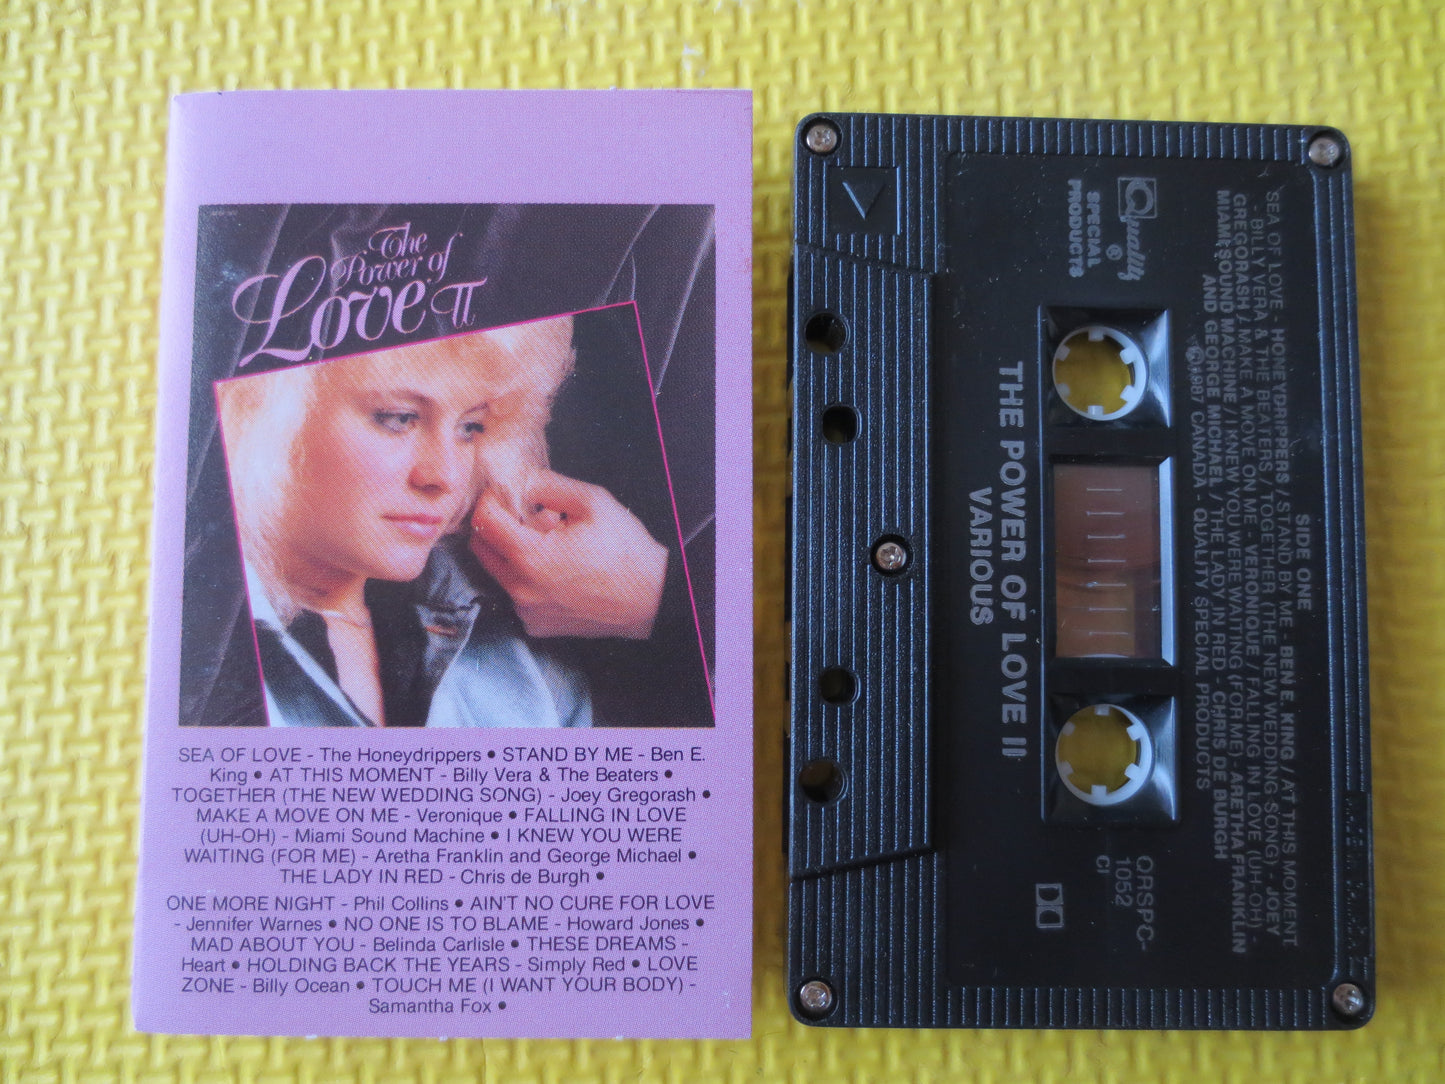 The
Power of
Love II
SEA OF LOVE - The Honeydrippers • STAND BY ME - Ben E.
King • AT THIS MOMENT - Billy Vera & The Beaters •
TOGETHER (THE NEW WEDDING SONG) - Joey Gregorash •
MAKE A MOVE ON ME - Veronique • FALLING IN LOVE
(UH-OH) - Miami Sound Machine • I KNEW YOU WERE
WAITING (FOR ME) - Aretha Franklin and George Michael •
THE LADY IN RED - Chris de Burgh •
ONE MORE NIGHT - Phil Collins • AIN'T NO CURE FOR LOVE
- Jennifer Warnes • NO ONE IS TO BLAME - Howard Jones •
MAD ABOUT YOU - Belinda Carlisle • THESE DREAMS -
Heart • HOLDING BACK THE YEARS - Simply Red • LOVE
ZONE - Billy Ocean • TOUCH ME (I WANT YOUR BODY) -
Samantha Fox •
Quality ®
SPECIAL
PRODUCTS
SIDE ONE
SEA OF LOVE - HONEYDRIPPERS / STAND BY ME - BEN E. KING / AT THIS MOMENT
- BILLY VERA & THE BEATERS / TOGETHER (THE NEW WEDDING SONG) - JOEY
GREGORASH / MAKE A MOVE ON ME - VERONIQUE / FALLING IN LOVE (UH-OH) -
MIAMI SOUND MACHINE / I KNEW YOU WERE WAITING (FOR ME) - ARETHA FRANKLIN
AND GEORGE MICHAEL / THE LADY IN RED - CHRIS DE BURGH
©1987 CANADA - QUALITY SPECIAL PRODUCTS
THE POWER OF LOVE II
VARIOUS
QRSPC-
1052
CI